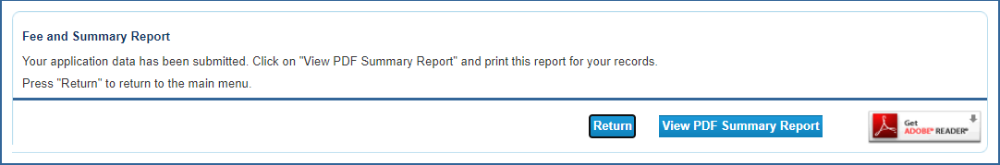 Fee and Summary Report
Your application data has been submitted. Click on "View PDF Summary Report" and print this report for your records.
Press "Return" to return to the main menu.
Return
View PDF Summary Report
Get
ADOBE® READER®